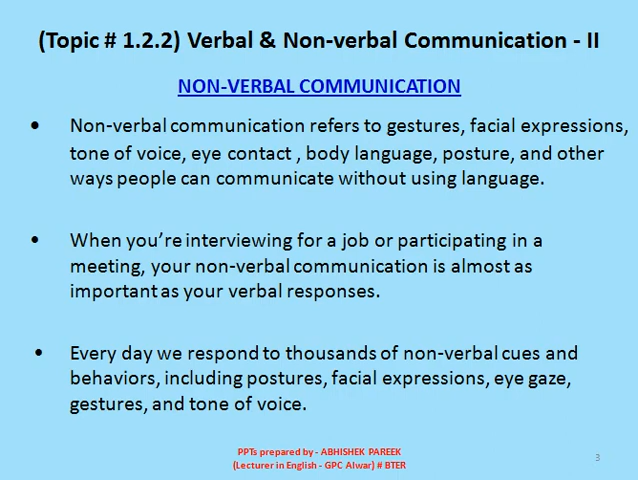 (Topic # 1.2.2) Verbal & Non-verbal Communication - II
NON-VERBAL COMMUNICATION
• Non-verbal communication refers to gestures, facial expressions,
tone of voice, eye contact , body language, posture, and other
ways people can communicate without using language.
• When you're interviewing for a job or participating in a
meeting, your non-verbal communication is almost as
important as your verbal responses.
• Every day we respond to thousands of non-verbal cues and
behaviors, including postures, facial expressions, eye gaze,
gestures, and tone of voice.
PPTs prepared by - ABHISHEK PAREEK
(Lecturer in English - GPC Alwar) # BTER
3